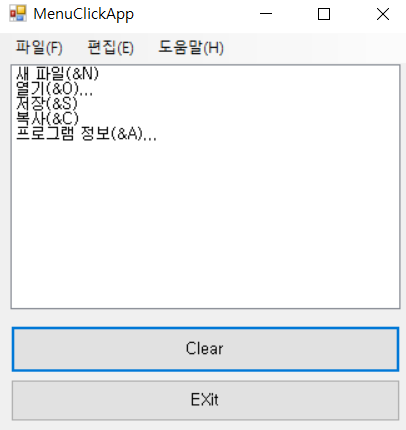 MenuClickApp
파일(F) 편집(E) 도움말(H)
새 파일(&N)
열기(&O)...
저장(&S)
복사(&C)
프로그램 정보(&A)...
Clear
EXit